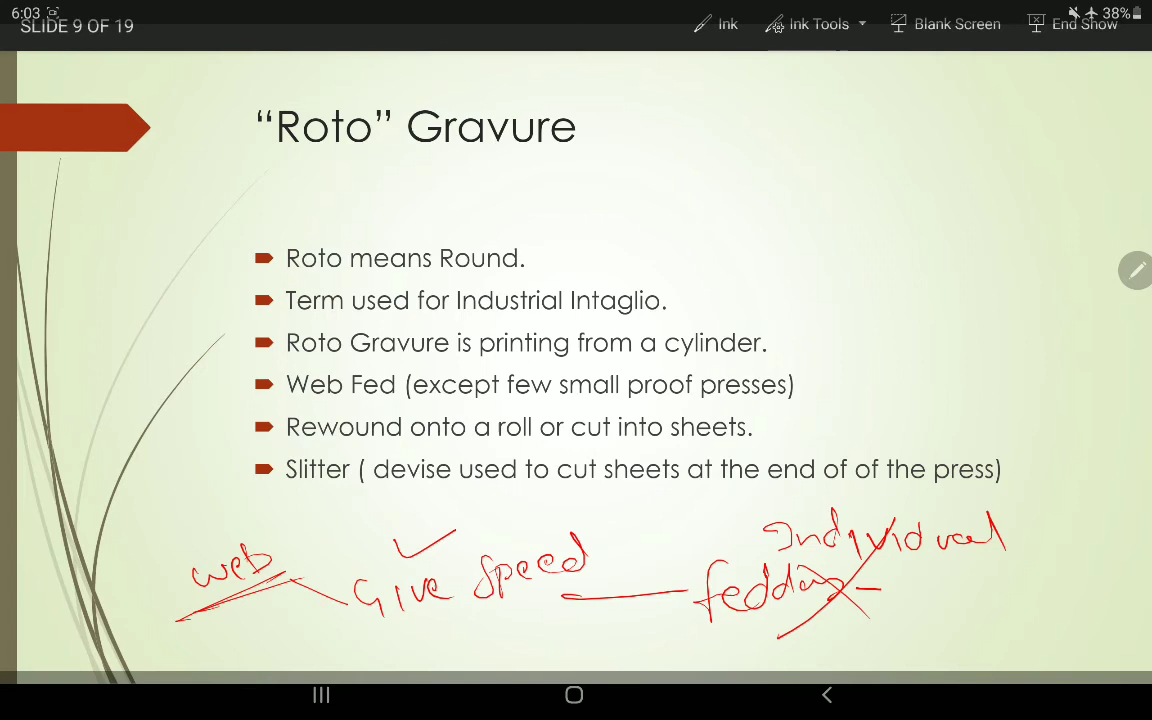 6:03 38%
SLIDE 9 OF 19 Ink Ink Tools Blank Screen End Show
“Roto” Gravure
Roto means Round.
Term used for Industrial Intaglio.
Roto Gravure is printing from a cylinder.
Web Fed (except few small proof presses)
Rewound onto a roll or cut into sheets.
Slitter ( devise used to cut sheets at the end of of the press)
Individual
web Give Speed fedding